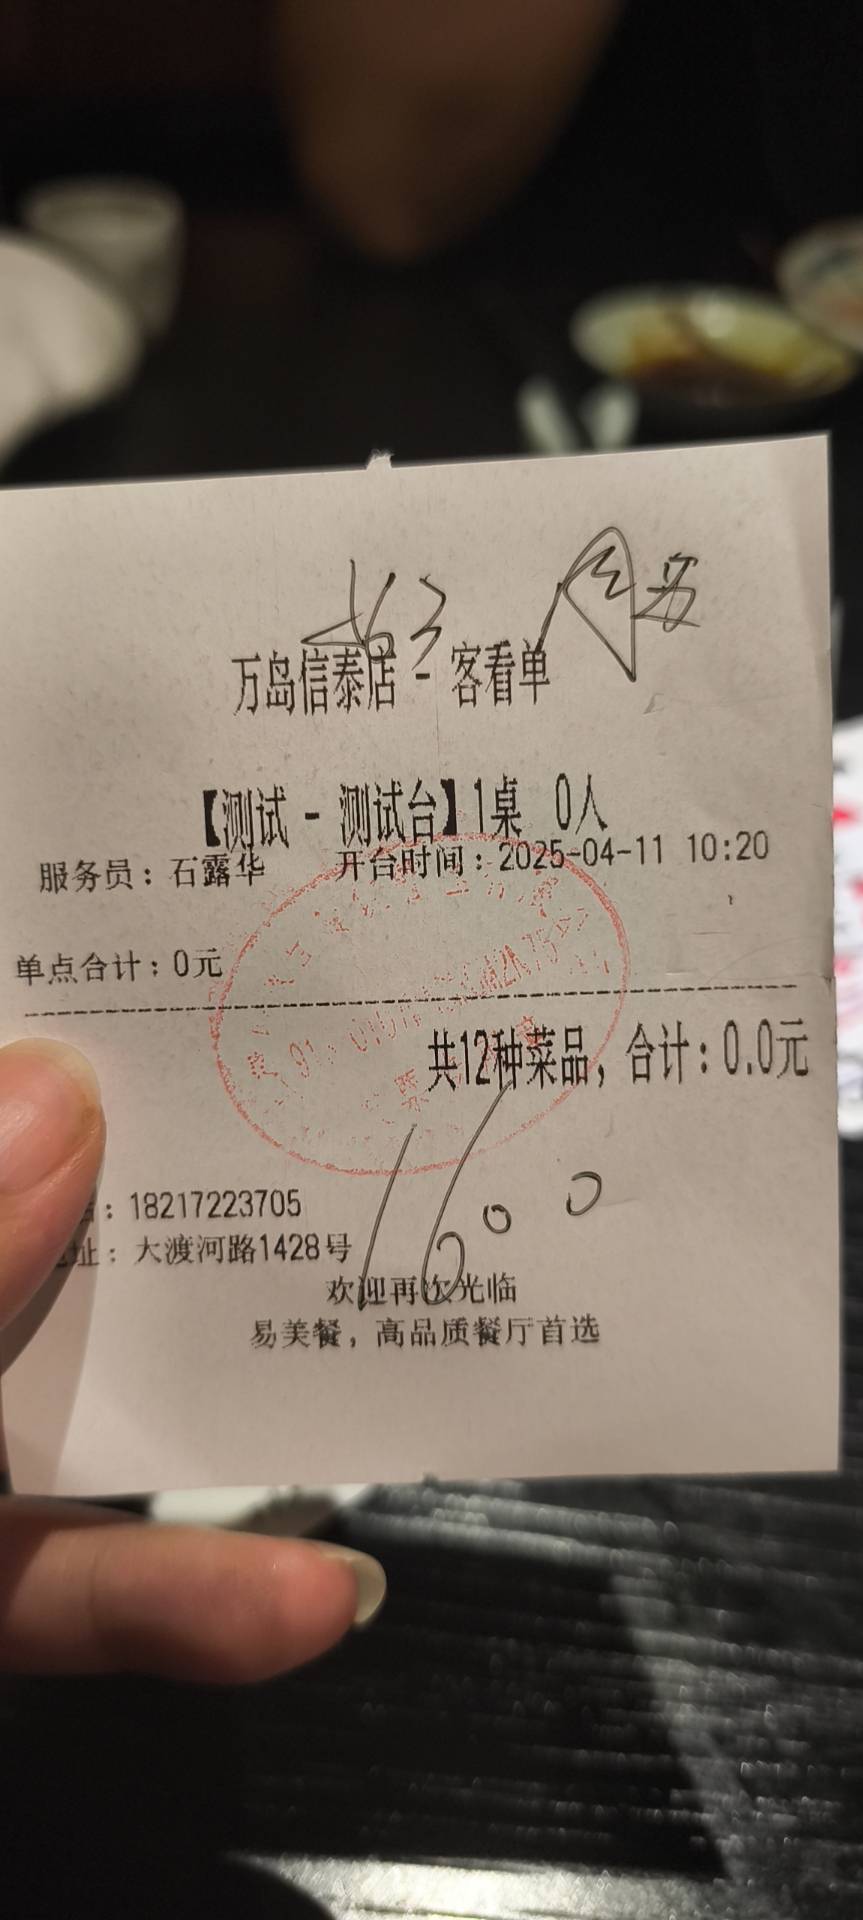 万岛信泰店 - 客看单
【测试 - 测试台】1桌 0人
服务员：石露华 开台时间：2025-04-11 10:20
单点合计：0元
共12种菜品，合计：0.0元
1600
：18217223705
址：大渡河路1428号
欢迎再次光临
易美餐，高品质餐厅首选